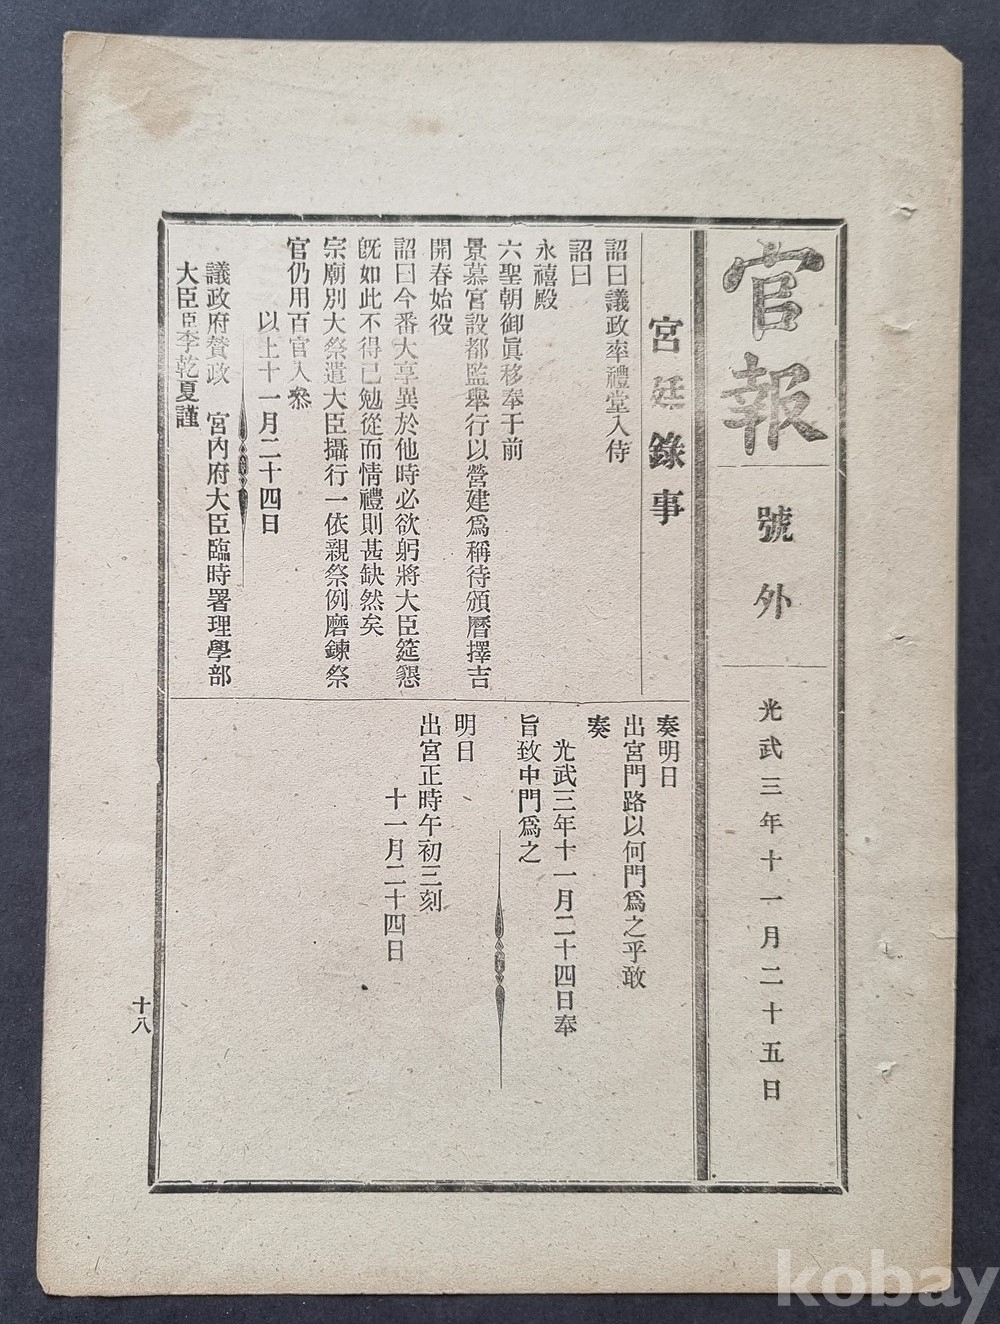 官報
號外
光武三年十一月二十五日
宮廷錄事
詔曰議政率禮堂入侍
詔曰
永禧殿
六聖朝御眞移奉于前
景慕宮設都監擧行以營建爲稱待頒曆擇吉
開春始役
詔曰今番大享異於他時必欲躬將大臣筵懇
旣如此不得已勉從而情禮則甚缺然矣
宗廟別大祭遣大臣攝行一依親祭例磨鍊祭
官仍用百官入參
以上十一月二十四日
議政府贊政 宮內府大臣臨時署理學部
大臣臣李乾夏謹
奏明日
出宮門路以何門爲之乎敢
奏
光武三年十一月二十四日奉
旨致中門爲之
明日
出宮正時午初三刻
十一月二十四日
十八
kobay